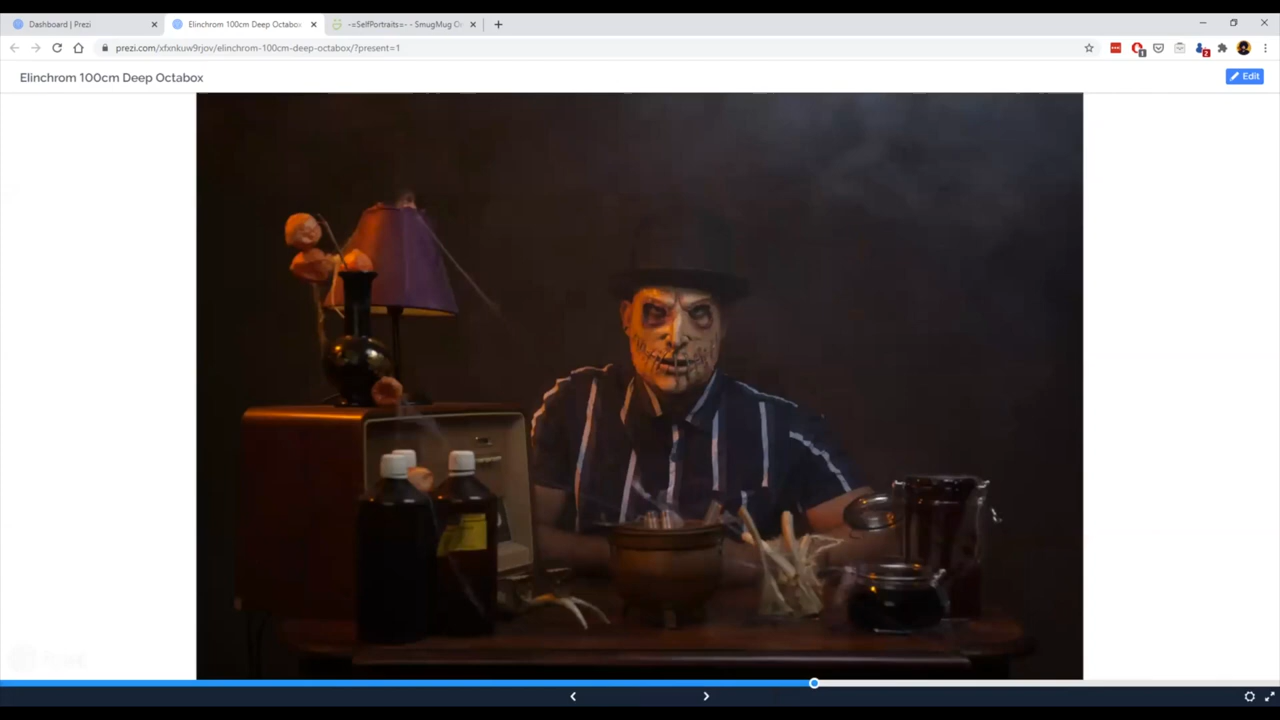 Dashboard | Prezi
Elinchrom 100cm Deep Octabox
-=SelfPortraits=- - SmugMug
prezi.com/xfxnkuw9rjov/elinchrom-100cm-deep-octabox/?present=1
Elinchrom 100cm Deep Octabox
Edit